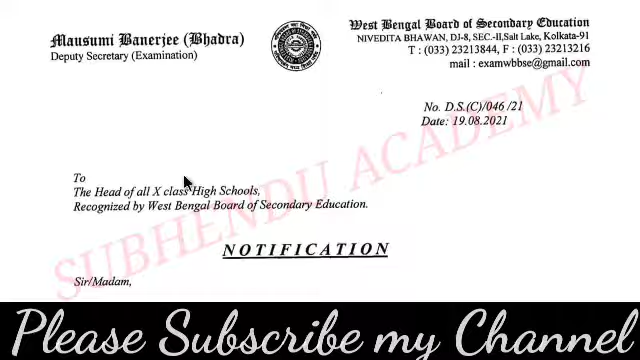 Mausumi Banerjee (Bhadra)
Deputy Secretary (Examination)
West Bengal Board of Secondary Education
NIVEDITA BHAWAN, DJ-8, SEC.-II,Salt Lake, Kolkata-91
T : (033) 23213844, F : (033) 23213216
mail : examwbbse@gmail.com
No. D.S.(C)/046 /21
Date: 19.08.2021
To
The Head of all X class High Schools,
Recognized by West Bengal Board of Secondary Education.
NOTIFICATION
Sir/Madam,
SUBHENDU ACADEMY
Please Subscribe my Channel